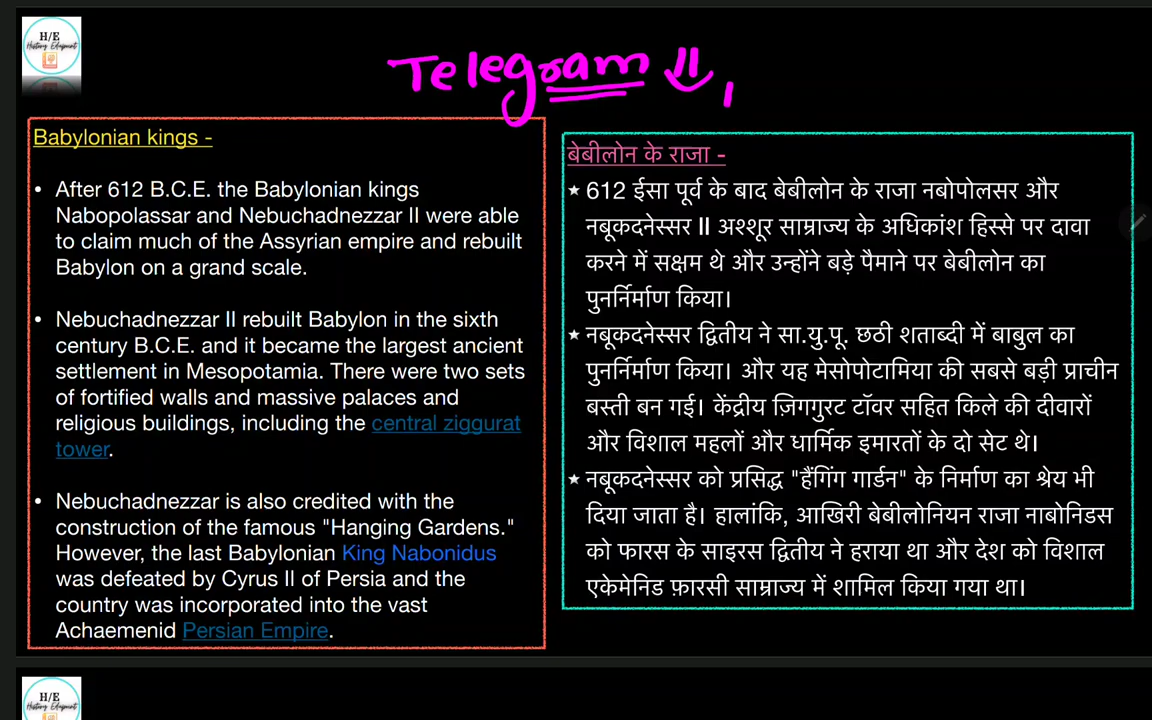 H/E
History Edupoint
Telegram II,
Babylonian kings -
• After 612 B.C.E. the Babylonian kings
Nabopolassar and Nebuchadnezzar II were able
to claim much of the Assyrian empire and rebuilt
Babylon on a grand scale.
• Nebuchadnezzar II rebuilt Babylon in the sixth
century B.C.E. and it became the largest ancient
settlement in Mesopotamia. There were two sets
of fortified walls and massive palaces and
religious buildings, including the central ziggurat
tower.
• Nebuchadnezzar is also credited with the
construction of the famous "Hanging Gardens."
However, the last Babylonian King Nabonidus
was defeated by Cyrus II of Persia and the
country was incorporated into the vast
Achaemenid Persian Empire.
बेबीलोन के राजा -
★ 612 ईसा पूर्व के बाद बेबीलोन के राजा नबोपोलसर और
नबूकदनेस्सर II अश्शूर साम्राज्य के अधिकांश हिस्से पर दावा
करने में सक्षम थे और उन्होंने बड़े पैमाने पर बेबीलोन का
पुनर्निर्माण किया।
★ नबूकदनेस्सर द्वितीय ने सा.यु.पू. छठी शताब्दी में बाबुल का
पुनर्निर्माण किया। और यह मेसोपोटामिया की सबसे बड़ी प्राचीन
बस्ती बन गई। केंद्रीय ज़िगगुरट टॉवर सहित किले की दीवारों
और विशाल महलों और धार्मिक इमारतों के दो सेट थे।
★ नबूकदनेस्सर को प्रसिद्ध "हैंगिंग गार्डन" के निर्माण का श्रेय भी
दिया जाता है। हालांकि, आखिरी बेबीलोनियन राजा नाबोनिडस
को फारस के साइरस द्वितीय ने हराया था और देश को विशाल
एकेमेनिड फ़ारसी साम्राज्य में शामिल किया गया था।
H/E
History Edupoint